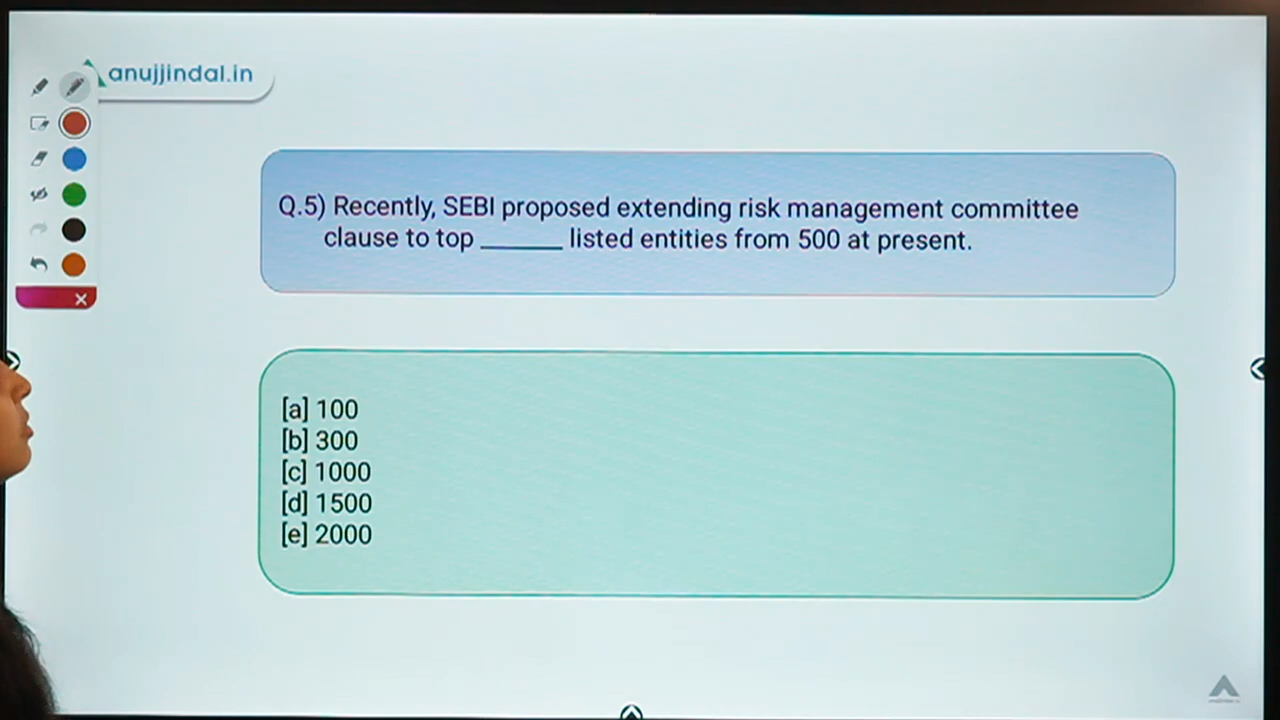 anujjindal.in
Q.5) Recently, SEBI proposed extending risk management committee
clause to top ______ listed entities from 500 at present.
[a] 100
[b] 300
[c] 1000
[d] 1500
[e] 2000